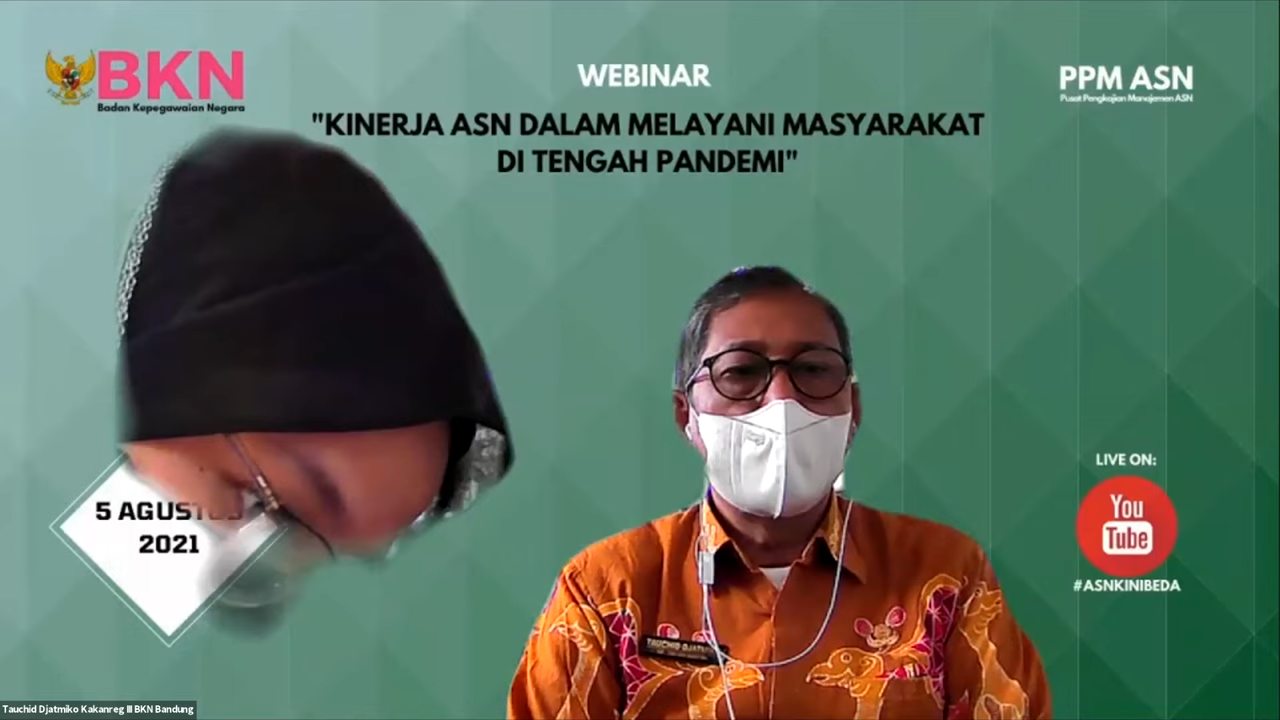 BKN
Badan Kepegawaian Negara
WEBINAR
"KINERJA ASN DALAM MELAYANI MASYARAKAT
DI TENGAH PANDEMI"
PPM ASN
Pusat Pengkajian Manajemen ASN
5 AGUSTUS
2021
LIVE ON:
You
Tube
#ASNKINIBEDA
TAUCHID
Tauchid Djatmiko Kakanreg III BKN Bandung